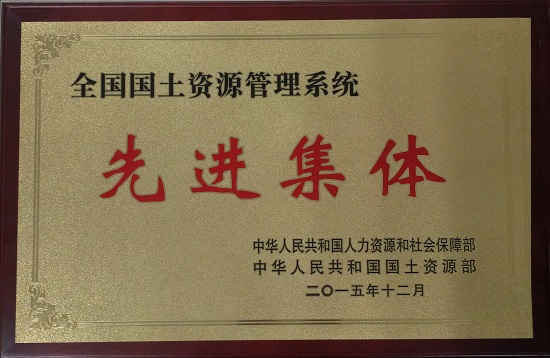 全国国土资源管理系统
先进集体
中华人民共和国人力资源和社会保障部
中华人民共和国国土资源部
二〇一五年十二月